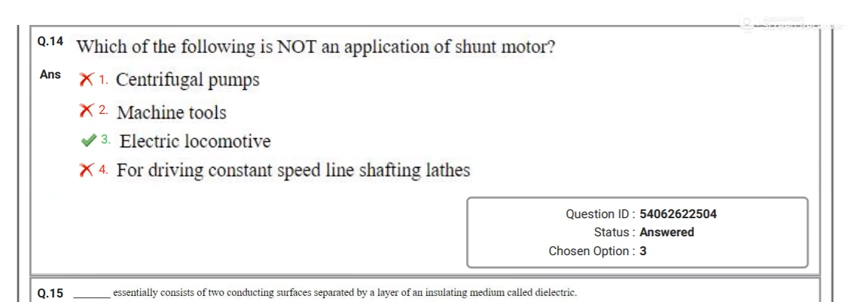 Q.14 Which of the following is NOT an application of shunt motor?
Ans 1. Centrifugal pumps
2. Machine tools
3. Electric locomotive
4. For driving constant speed line shafting lathes
Question ID : 54062622504
Status : Answered
Chosen Option : 3
Q.15 ______ essentially consists of two conducting surfaces separated by a layer of an insulating medium called dielectric.